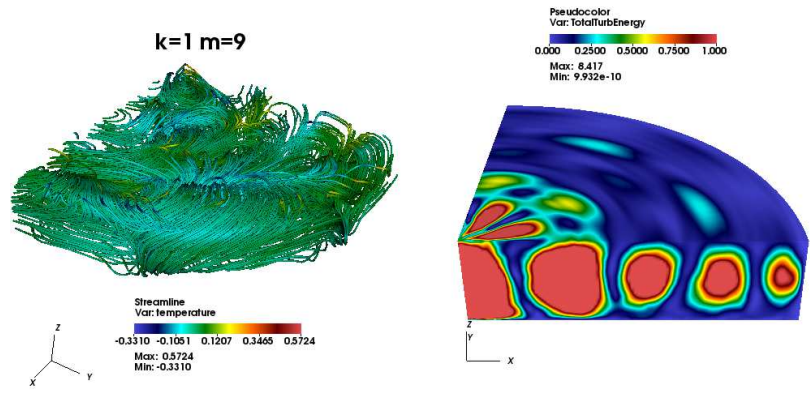 k=1 m=9
Streamline
Var: temperature
-0.3310 -0.1051 0.1207 0.3465 0.5724
Max: 0.5724
Min: -0.3310
Z
X
Y
Pseudocolor
Var: TotalTurbEnergy
0.000 0.2500 0.5000 0.7500 1.000
Max: 8.417
Min: 9.932e-10
Z
Y
X